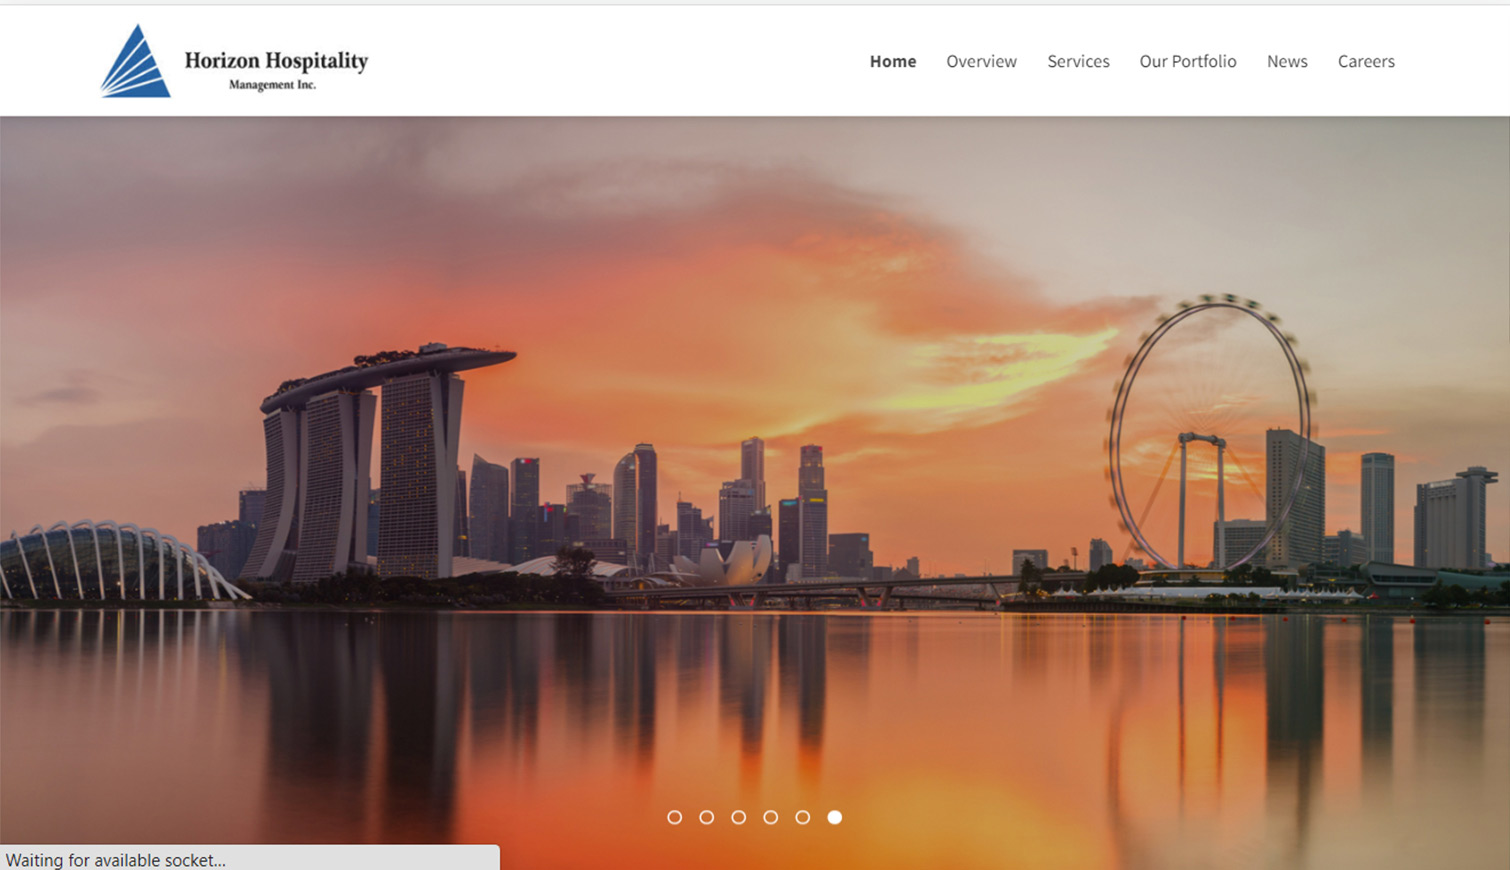 Horizon Hospitality
Management Inc.
Home Overview Services Our Portfolio News Careers
Waiting for available socket...